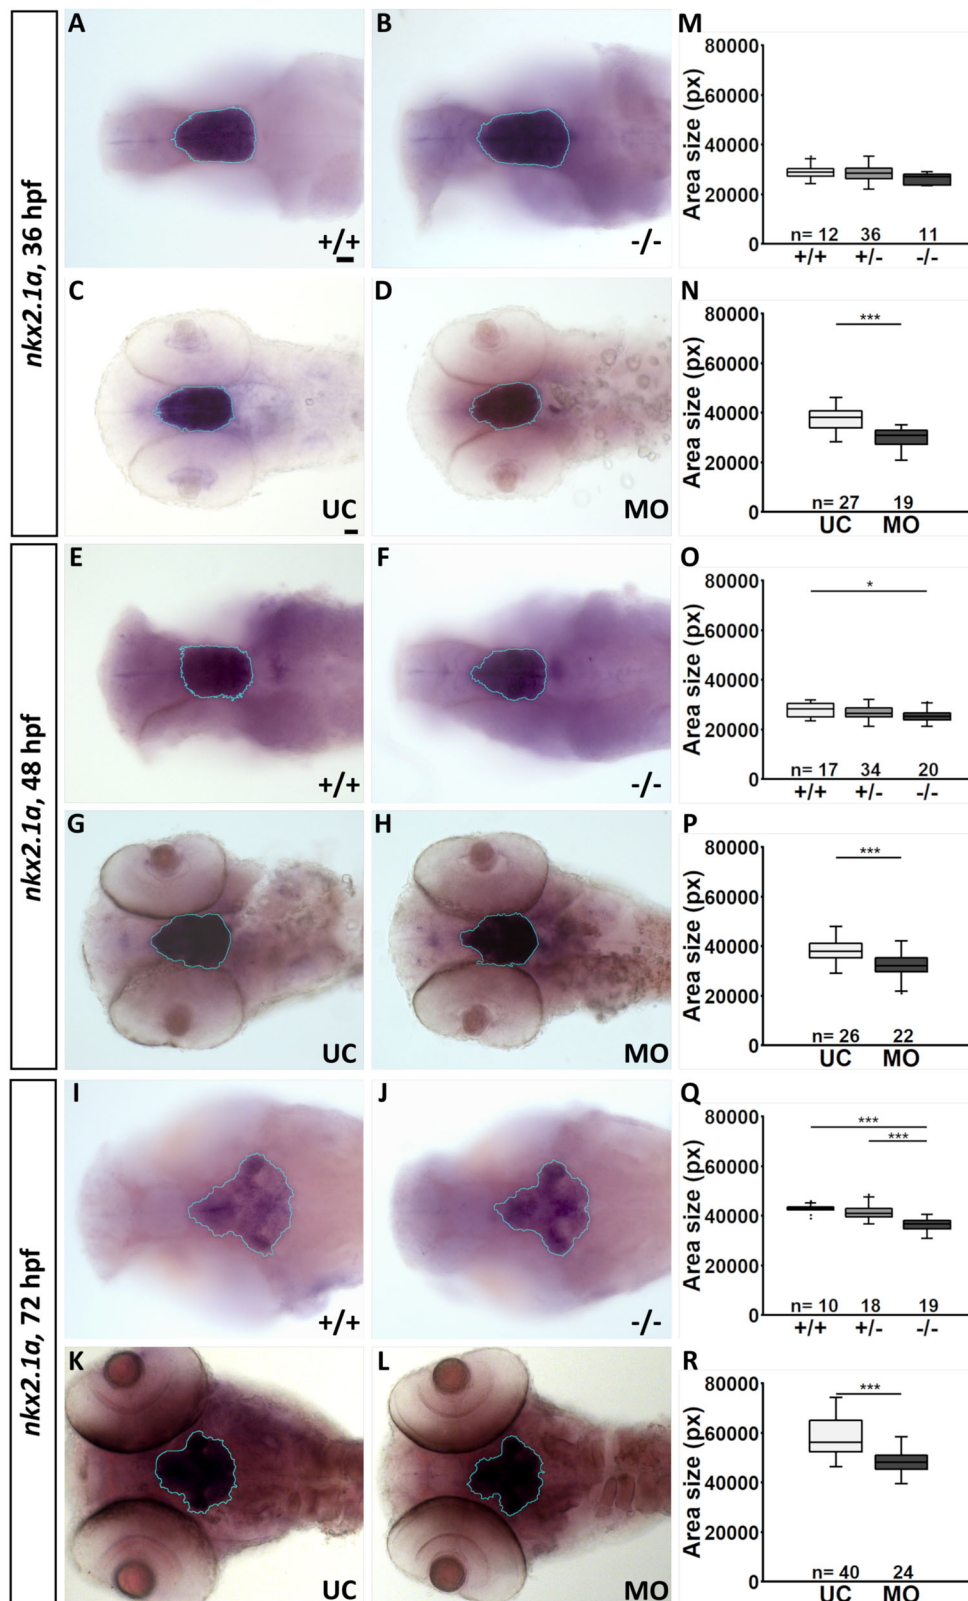 nkx2.1a, 36 hpf
A
+/+
B
-/-
M
Area size (px)
80000
60000
40000
20000
0
n= 12 36 11
+/+ +/- -/-
C
UC
D
MO
N
Area size (px)
80000
60000
40000
20000
0
***
n= 27 19
UC MO
nkx2.1a, 48 hpf
E
+/+
F
-/-
O
Area size (px)
80000
60000
40000
20000
0
*
n= 17 34 20
+/+ +/- -/-
G
UC
H
MO
P
Area size (px)
80000
60000
40000
20000
0
***
n= 26 22
UC MO
nkx2.1a, 72 hpf
I
+/+
J
-/-
Q
Area size (px)
80000
60000
40000
20000
0
***
***
n= 10 18 19
+/+ +/- -/-
K
UC
L
MO
R
Area size (px)
80000
60000
40000
20000
0
***
n= 40 24
UC MO